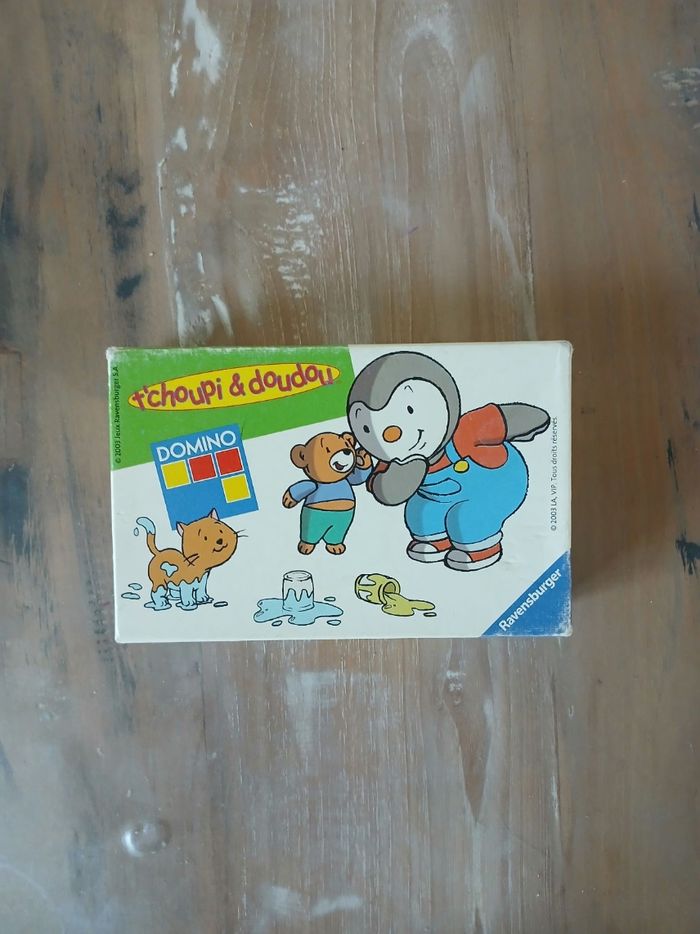 t'choupi & doudou
© 2003 Jeux Ravensburger S.A.
DOMINO
© 2003 LA, VIP. Tous droits réservés.
Ravensburger